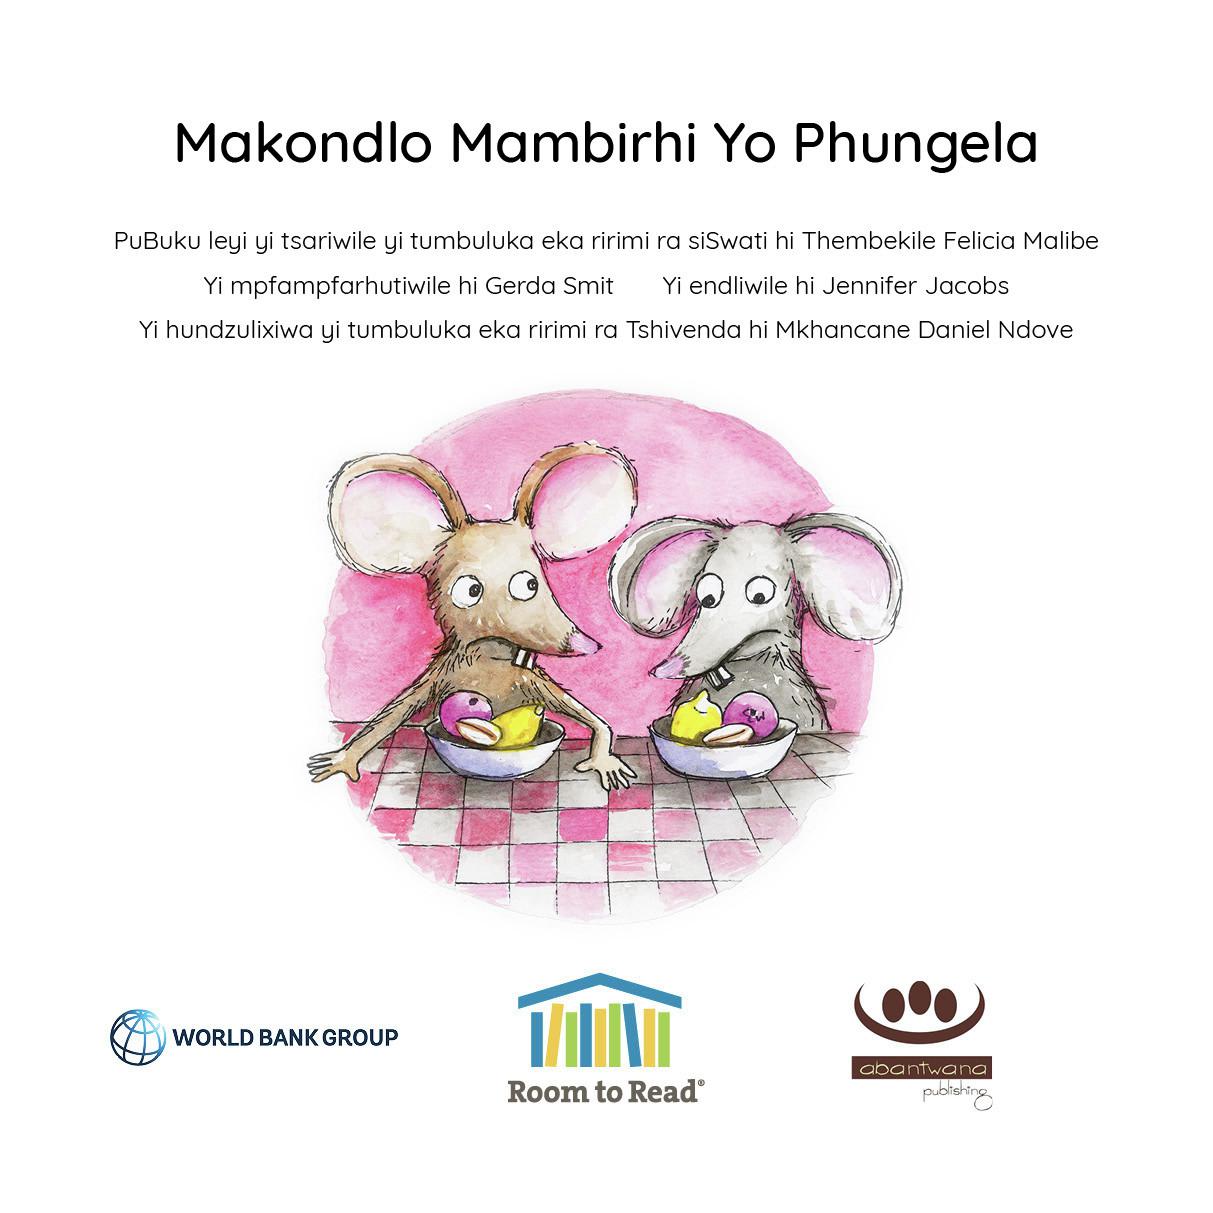 Makondlo Mambirhi Yo Phungela
PuBuku leyi yi tsariwile yi tumbuluka eka ririmi ra siSwati hi Thembekile Felicia Malibe
Yi mpfampfarhutiwile hi Gerda Smit Yi endliwile hi Jennifer Jacobs
Yi hundzulixiwa yi tumbuluka eka ririmi ra Tshivenda hi Mkhancane Daniel Ndove
WORLD BANK GROUP
Room to Read®
abantwana
publishing